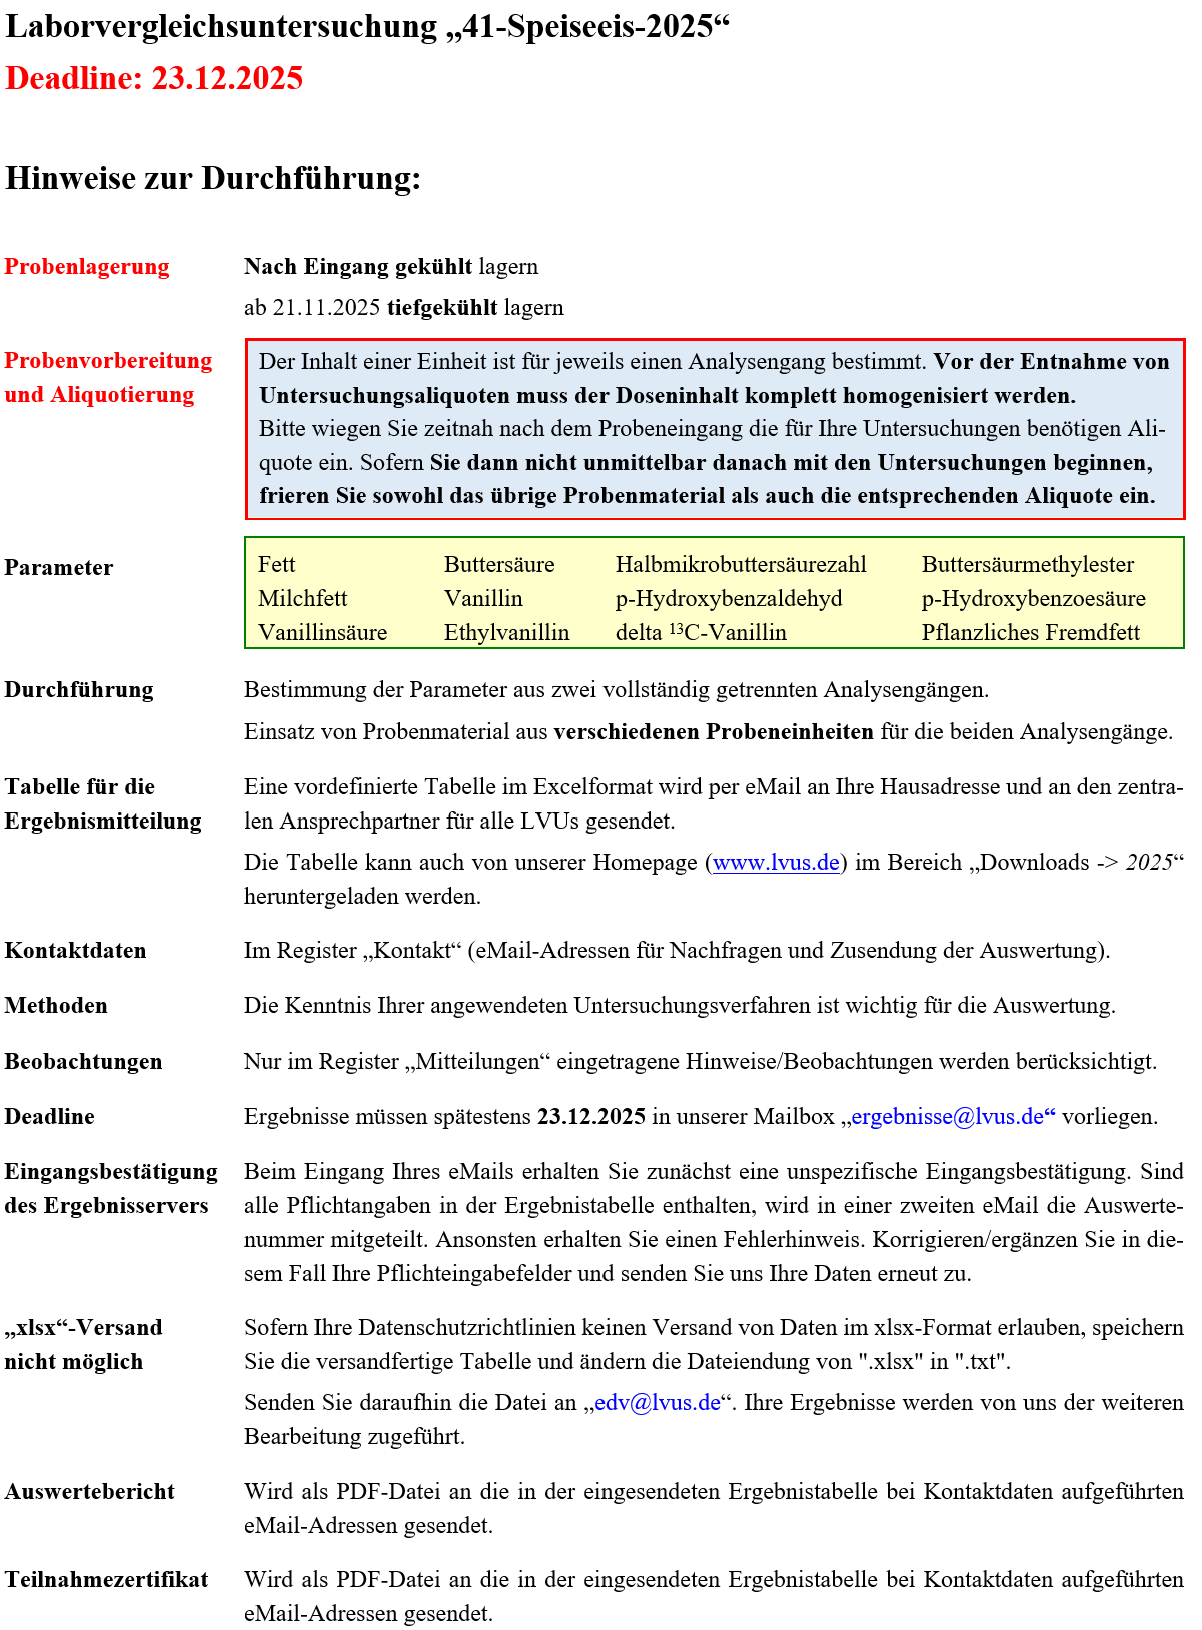 Laborvergleichsuntersuchung „41-Speiseeis-2025“
Deadline: 23.12.2025
Hinweise zur Durchführung:
Probenlagerung Nach Eingang gekühlt lagern
ab 21.11.2025 tiefgekühlt lagern
Probenvorbereitung Der Inhalt einer Einheit ist für jeweils einen Analysengang bestimmt. Vor der Entnahme von
und Aliquotierung Untersuchungsaliquoten muss der Doseninhalt komplett homogenisiert werden.
Bitte wiegen Sie zeitnah nach dem Probeneingang die für Ihre Untersuchungen benötigen Ali-
quote ein. Sofern Sie dann nicht unmittelbar danach mit den Untersuchungen beginnen,
frieren Sie sowohl das übrige Probenmaterial als auch die entsprechenden Aliquote ein.
Parameter Fett Buttersäure Halbmikrobuttersäurezahl Buttersäurmethylester
Milchfett Vanillin p-Hydroxybenzaldehyd p-Hydroxybenzoesäure
Vanillinsäure Ethylvanillin delta ¹³C-Vanillin Pflanzliches Fremdfett
Durchführung Bestimmung der Parameter aus zwei vollständig getrennten Analysengängen.
Einsatz von Probenmaterial aus verschiedenen Probeneinheiten für die beiden Analysengänge.
Tabelle für die Eine vordefinierte Tabelle im Excelformat wird per eMail an Ihre Hausadresse und an den zentra-
Ergebnismitteilung len Ansprechpartner für alle LVUs gesendet.
Die Tabelle kann auch von unserer Homepage (www.lvus.de) im Bereich „Downloads -> 2025“
heruntergeladen werden.
Kontaktdaten Im Register „Kontakt“ (eMail-Adressen für Nachfragen und Zusendung der Auswertung).
Methoden Die Kenntnis Ihrer angewendeten Untersuchungsverfahren ist wichtig für die Auswertung.
Beobachtungen Nur im Register „Mitteilungen“ eingetragene Hinweise/Beobachtungen werden berücksichtigt.
Deadline Ergebnisse müssen spätestens 23.12.2025 in unserer Mailbox „ergebnisse@lvus.de“ vorliegen.
Eingangsbestätigung Beim Eingang Ihres eMails erhalten Sie zunächst eine unspezifische Eingangsbestätigung. Sind
des Ergebnisservers alle Pflichtangaben in der Ergebnistabelle enthalten, wird in einer zweiten eMail die Auswerte-
nummer mitgeteilt. Ansonsten erhalten Sie einen Fehlerhinweis. Korrigieren/ergänzen Sie in die-
sem Fall Ihre Pflichteingabefelder und senden Sie uns Ihre Daten erneut zu.
„xlsx“-Versand Sofern Ihre Datenschutzrichtlinien keinen Versand von Daten im xlsx-Format erlauben, speichern
nicht möglich Sie die versandfertige Tabelle und ändern die Dateiendung von ".xlsx" in ".txt".
Senden Sie daraufhin die Datei an „edv@lvus.de“. Ihre Ergebnisse werden von uns der weiteren
Bearbeitung zugeführt.
Auswertebericht Wird als PDF-Datei an die in der eingesendeten Ergebnistabelle bei Kontaktdaten aufgeführten
eMail-Adressen gesendet.
Teilnahmezertifikat Wird als PDF-Datei an die in der eingesendeten Ergebnistabelle bei Kontaktdaten aufgeführten
eMail-Adressen gesendet.